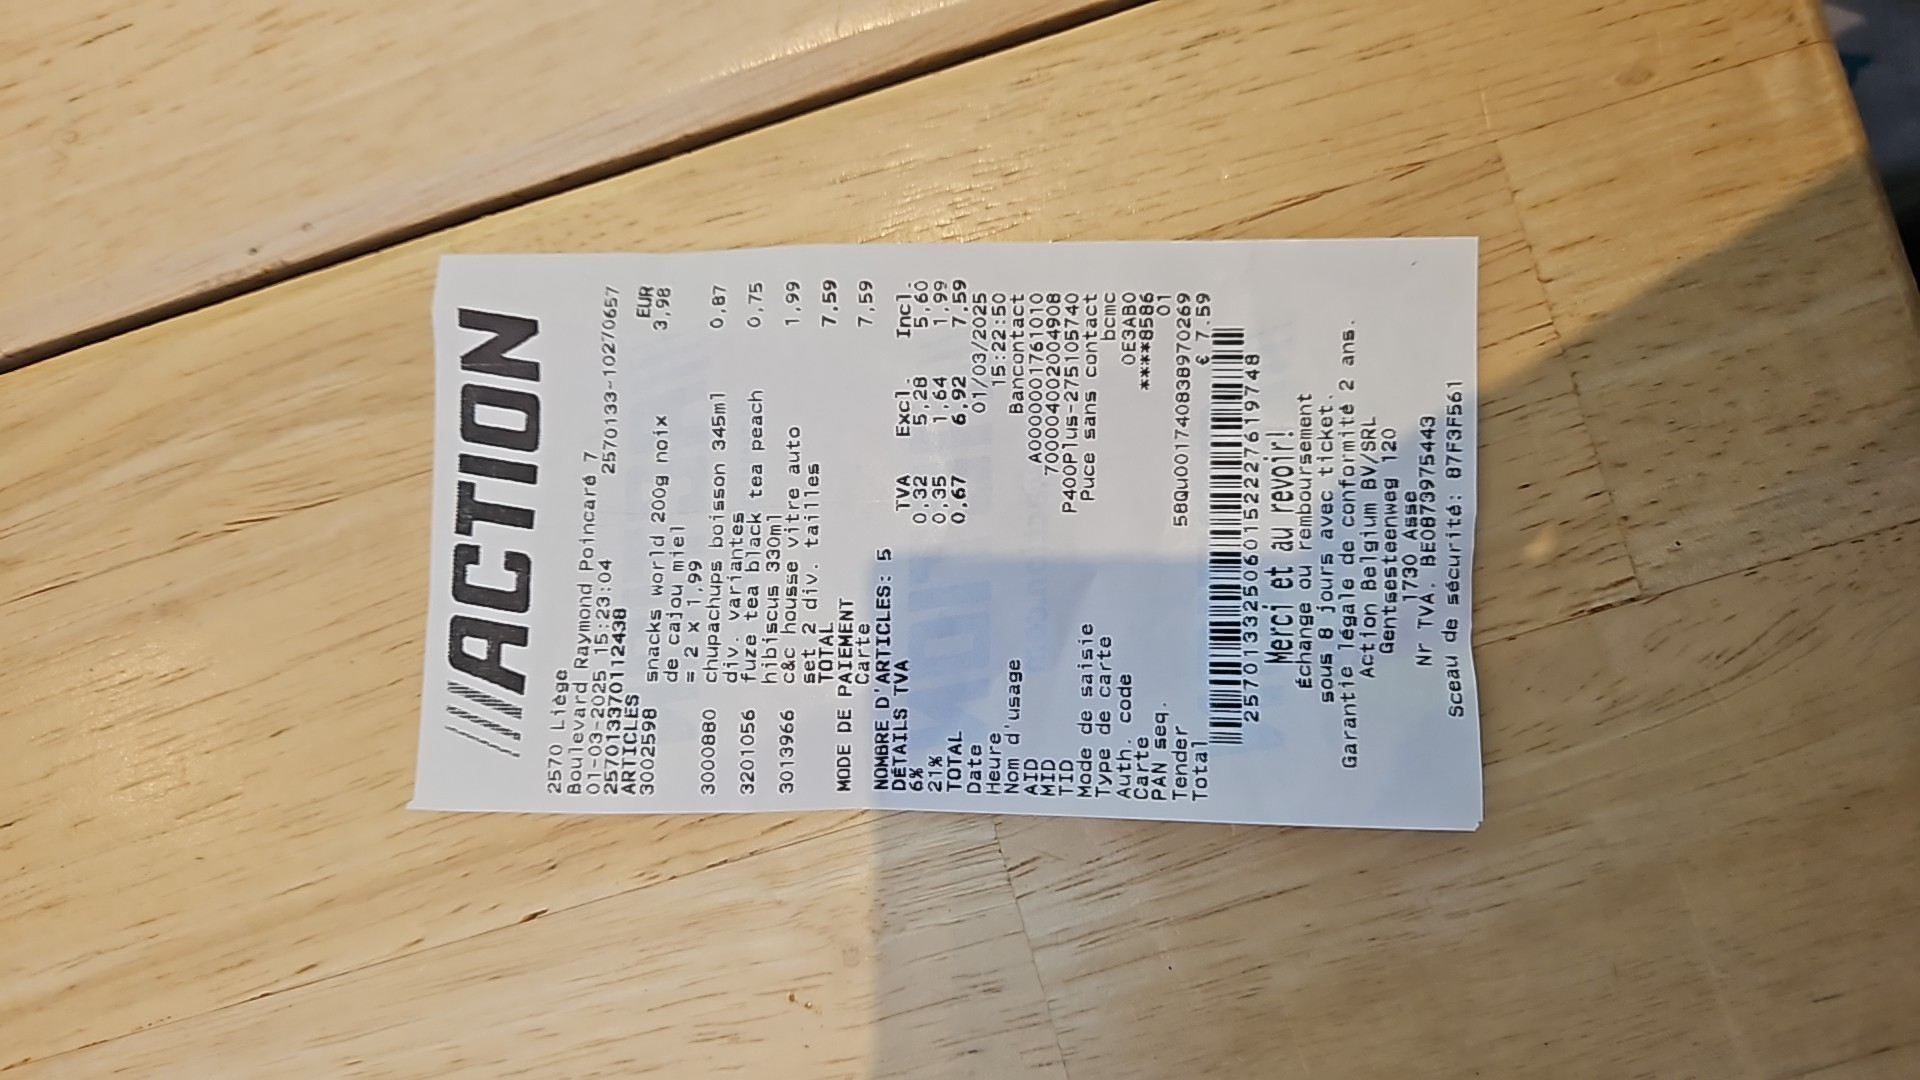 ///ACTION
2570 Liège
Boulevard Raymond Poincaré 7
01-03-2025 15:23:04 2570133-10270657
2570133701112438
ARTICLES EUR
3002598 snacks world 200g noix 3,98
de cajou miel
= 2 x 1,99
3000880 chupachups boisson 345ml 0,87
div. variantes
3201056 fuze tea black tea peach 0,75
hibiscus 330ml
3013966 c&c housse vitre auto 1,99
set 2 div. tailles
TOTAL 7,59
MODE DE PAIEMENT
Carte 7,59
NOMBRE D'ARTICLES: 5
DÉTAILS TVA TVA Excl. Incl.
6% 0,32 5,28 5,60
21% 0,35 1,64 1,99
TOTAL 0,67 6,92 7,59
Date 01/03/2025
Heure 15:22:50
Nom d'usage Bancontact
AID A0000001761010
MID 700004002004908
TID P400Plus-275105740
Mode de saisie Puce sans contact
Type de carte bcmc
Auth. code 0E3AB0
Carte ****8586
PAN seq. 01
Tender 58Qu001740838970269
Total € 7.59
257013325060152227619748
Merci et au revoir!
Échange ou remboursement
sous 8 jours avec ticket.
Garantie légale de conformité 2 ans.
Action Belgium BV/SRL
Gentsesteenweg 120
1730 Asse
Nr TVA. BE0873975443
Sceau de sécurité: 87F3F561